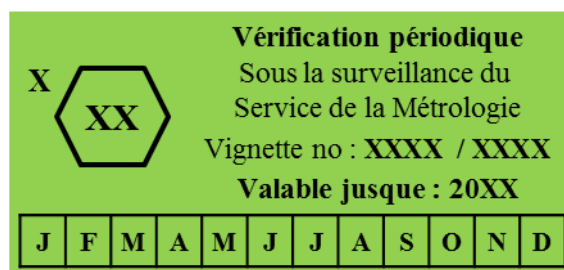 Vérification périodique
Sous la surveillance du
Service de la Métrologie
X
XX
Vignette no : XXXX / XXXX
Valable jusque : 20XX
J F M A M J J A S O N D